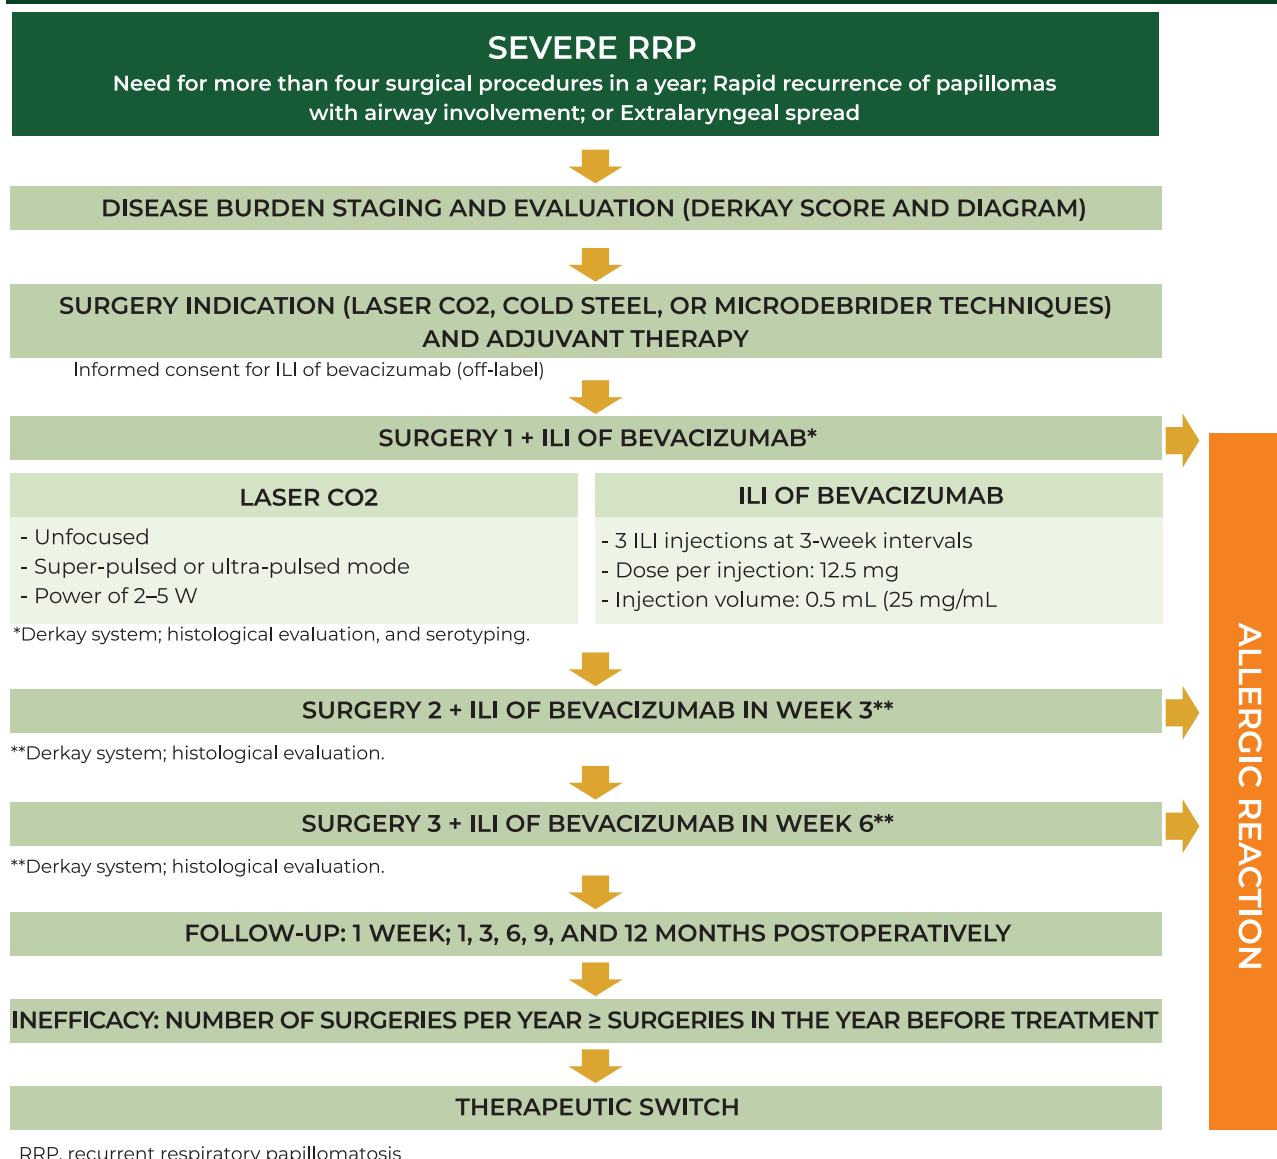 SEVERE RRP
Need for more than four surgical procedures in a year; Rapid recurrence of papillomas
with airway involvement; or Extralaryngeal spread
DISEASE BURDEN STAGING AND EVALUATION (DERKAY SCORE AND DIAGRAM)
SURGERY INDICATION (LASER CO2, COLD STEEL, OR MICRODEBRIDER TECHNIQUES)
AND ADJUVANT THERAPY
Informed consent for ILI of bevacizumab (off-label)
SURGERY 1 + ILI OF BEVACIZUMAB*
LASER CO2
- Unfocused
- Super-pulsed or ultra-pulsed mode
- Power of 2–5 W
ILI OF BEVACIZUMAB
- 3 ILI injections at 3-week intervals
- Dose per injection: 12.5 mg
- Injection volume: 0.5 mL (25 mg/mL
*Derkay system; histological evaluation, and serotyping.
SURGERY 2 + ILI OF BEVACIZUMAB IN WEEK 3**
**Derkay system; histological evaluation.
SURGERY 3 + ILI OF BEVACIZUMAB IN WEEK 6**
**Derkay system; histological evaluation.
FOLLOW-UP: 1 WEEK; 1, 3, 6, 9, AND 12 MONTHS POSTOPERATIVELY
INEFFICACY: NUMBER OF SURGERIES PER YEAR ≥ SURGERIES IN THE YEAR BEFORE TREATMENT
THERAPEUTIC SWITCH
ALLERGIC REACTION
RRP, recurrent respiratory papillomatosis